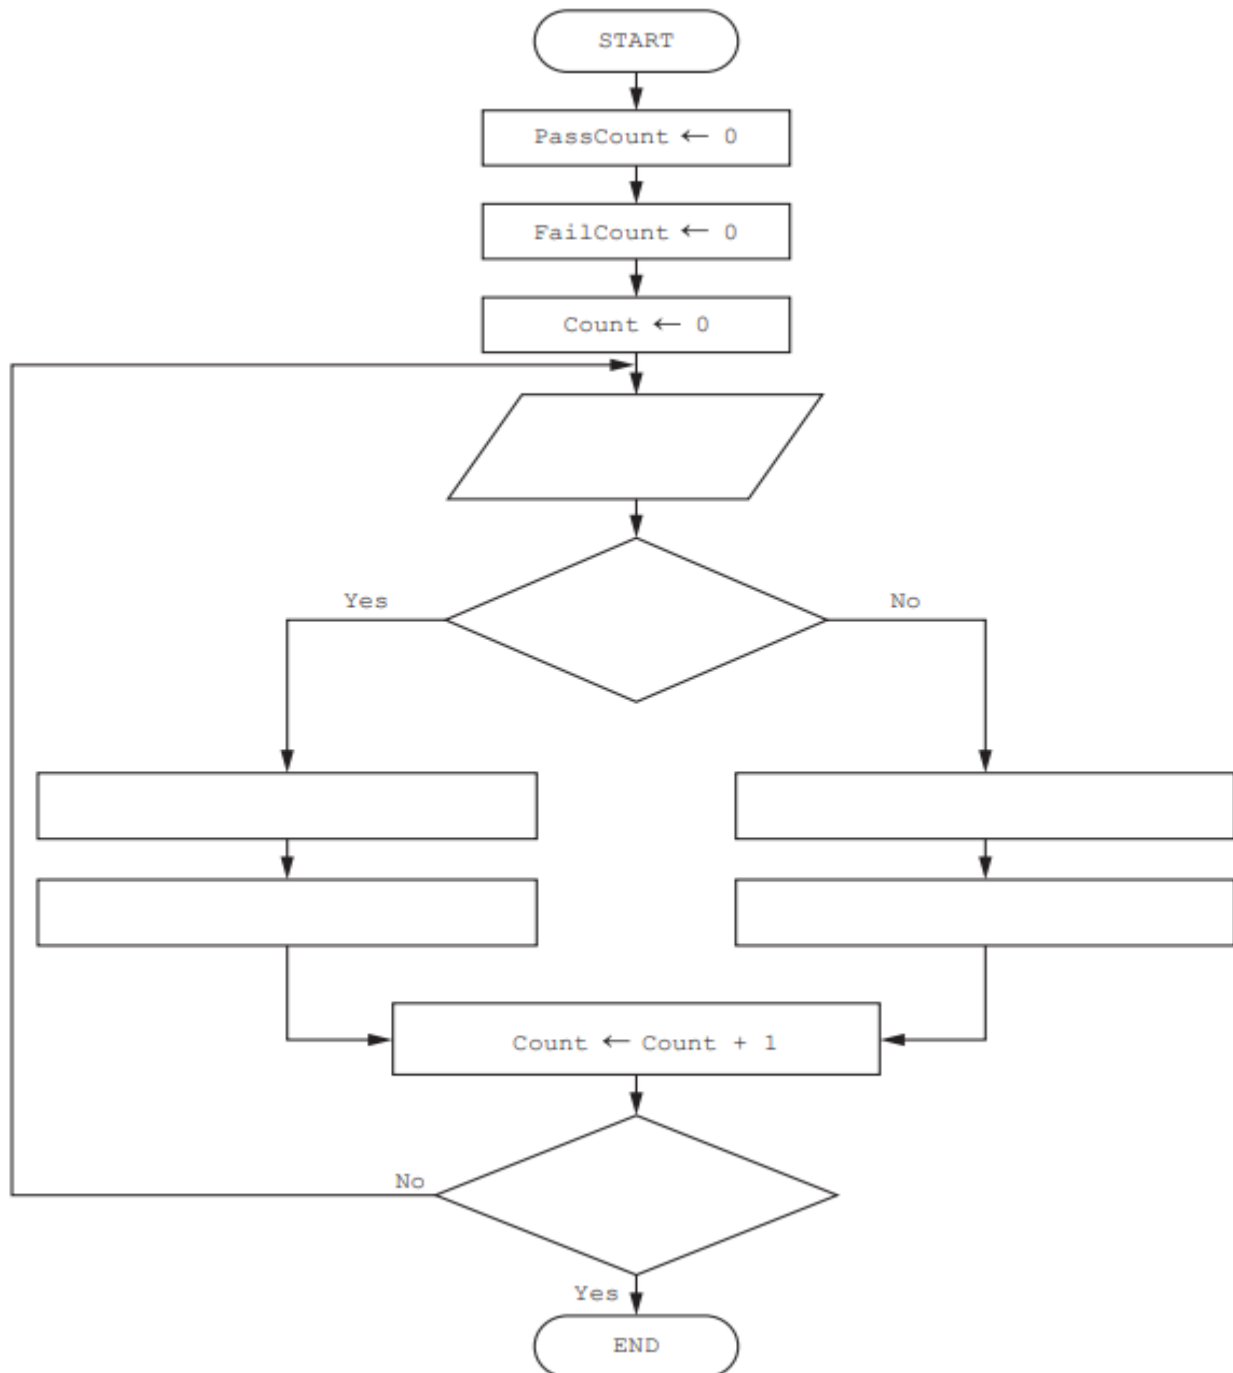 START
PassCount ← 0
FailCount ← 0
Count ← 0
Yes
No
Count ← Count + 1
No
Yes
END